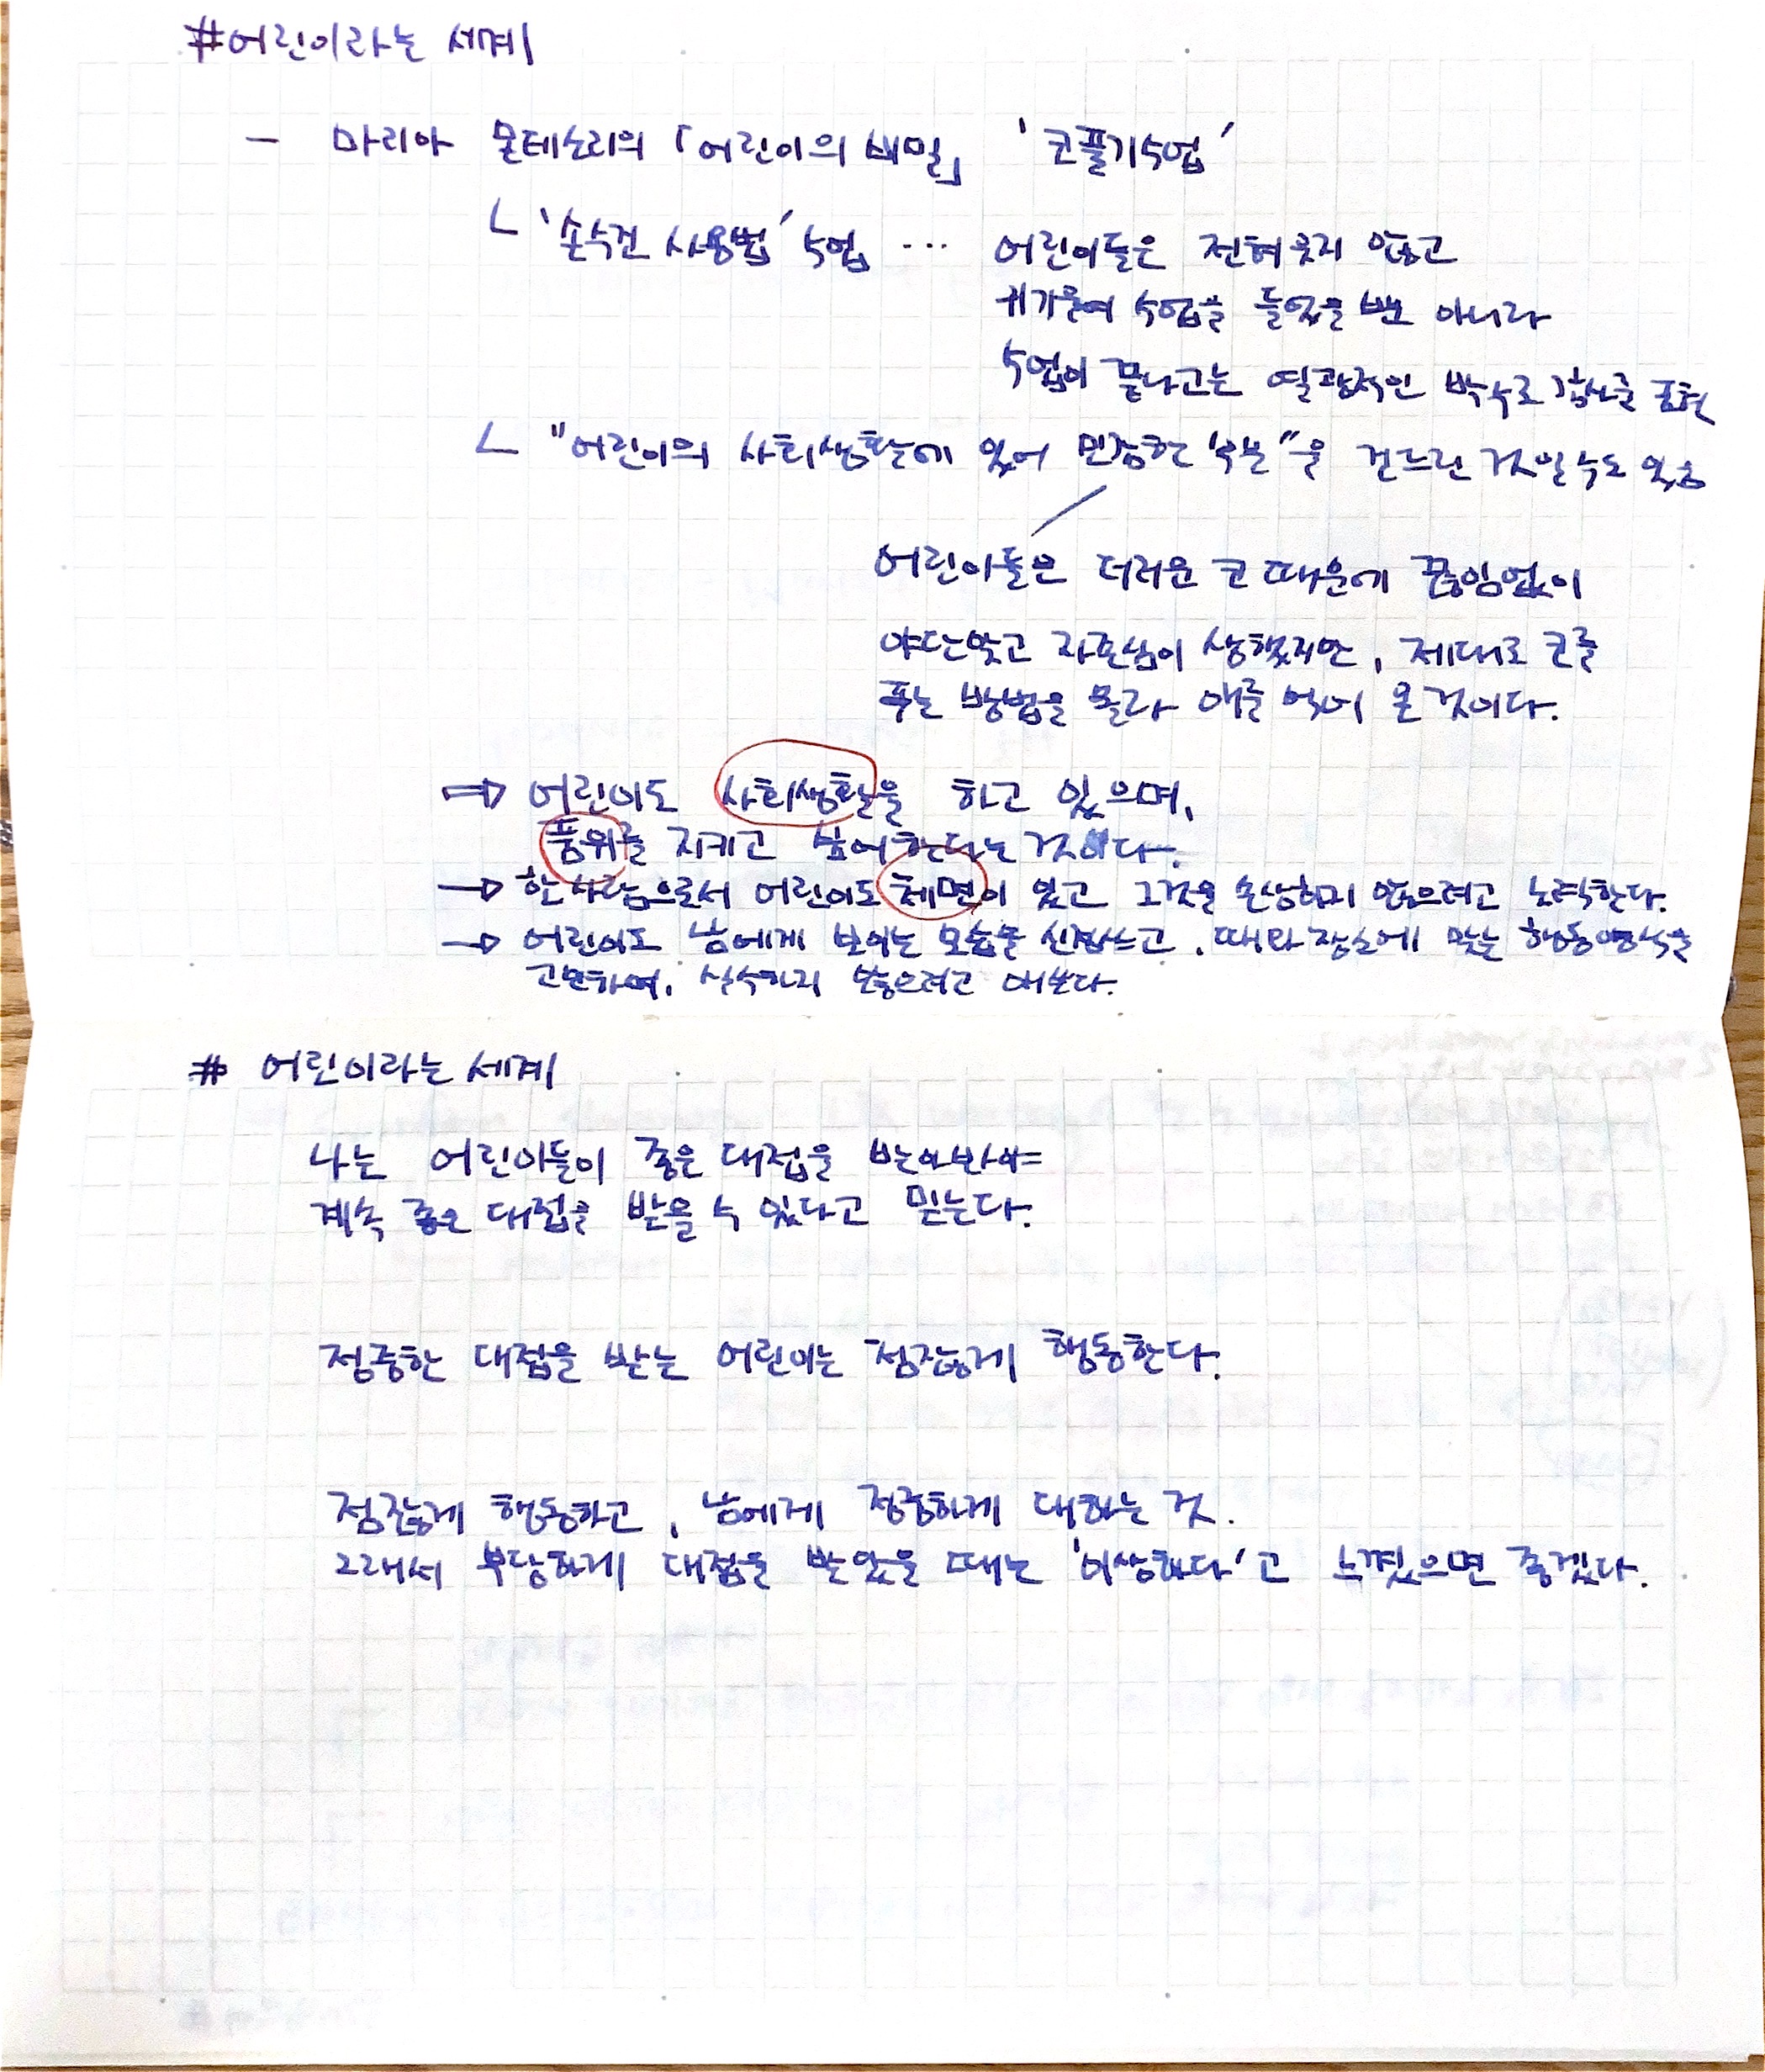 #어린이라는 세계
- 마리아 몬테소리의 「어린이의 비밀」 '코풀기수업'
ㄴ '손수건 사용법' 수업 … 어린이들은 전혀 웃지 않고
귀기울여 수업을 들었을 뿐 아니라
수업이 끝나고는 열광적인 박수로 감사를 표현
ㄴ "어린이의 사회생활에 있어 민감한 부분"을 건드린 것일 수도 있음
어린이들은 더러운 코 때문에 끊임없이
야단맞고 자존심이 상했지만, 제대로 코를
푸는 방법을 몰라 애를 먹어 온 것이다.
⇒ 어린이도 사회생활을 하고 있으며,
품위를 지키고 싶어한다는 것이다.
→ 한 사람으로서 어린이도 체면이 있고 그것을 손상하지 않으려고 노력한다.
→ 어린이도 남에게 보이는 모습을 신경쓰고, 때와 장소에 맞는 행동양식을
고민하며, 실수하지 않으려고 애쓴다.
# 어린이라는 세계
나는 어린이들이 좋은 대접을 받아봐야
계속 좋은 대접을 받을 수 있다고 믿는다.
정중한 대접을 받는 어린이는 점잖게 행동한다.
점잖게 행동하고, 남에게 정중하게 대하는 것.
그래서 부당하게 대접을 받았을 때는 '이상하다'고 느꼈으면 좋겠다.